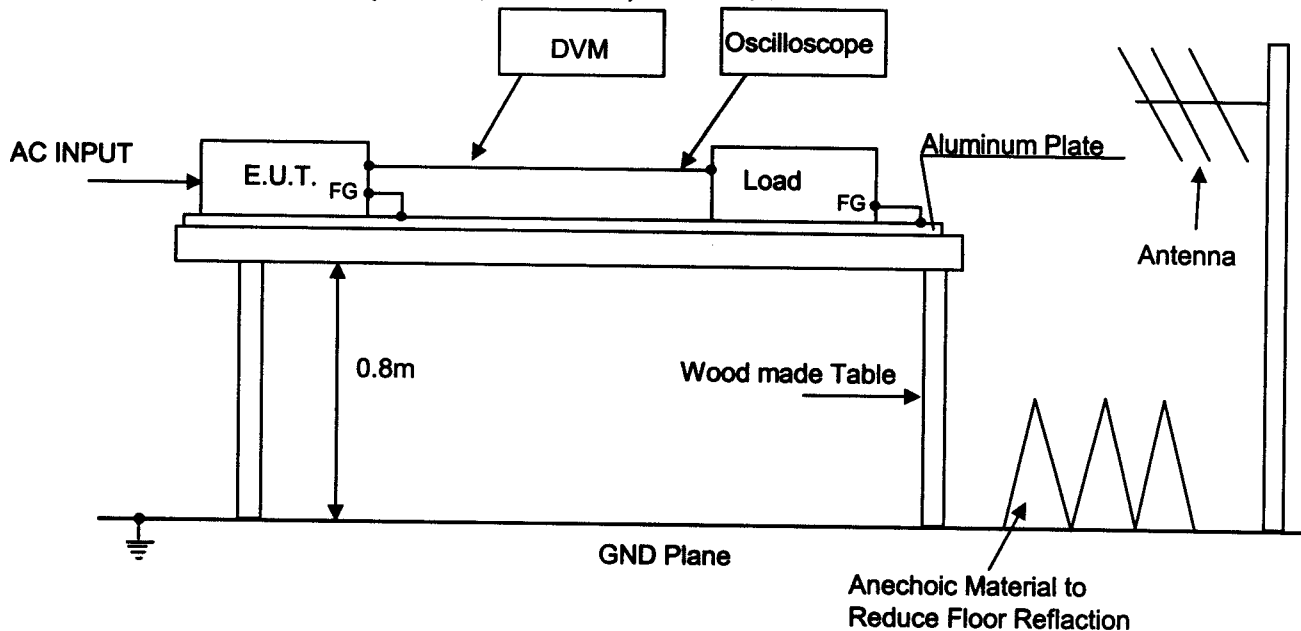 DVM
Oscilloscope
AC INPUT
E.U.T.
FG
Load
FG
Aluminum Plate
Antenna
0.8m
Wood made Table
GND Plane
Anechoic Material to
Reduce Floor Reflaction